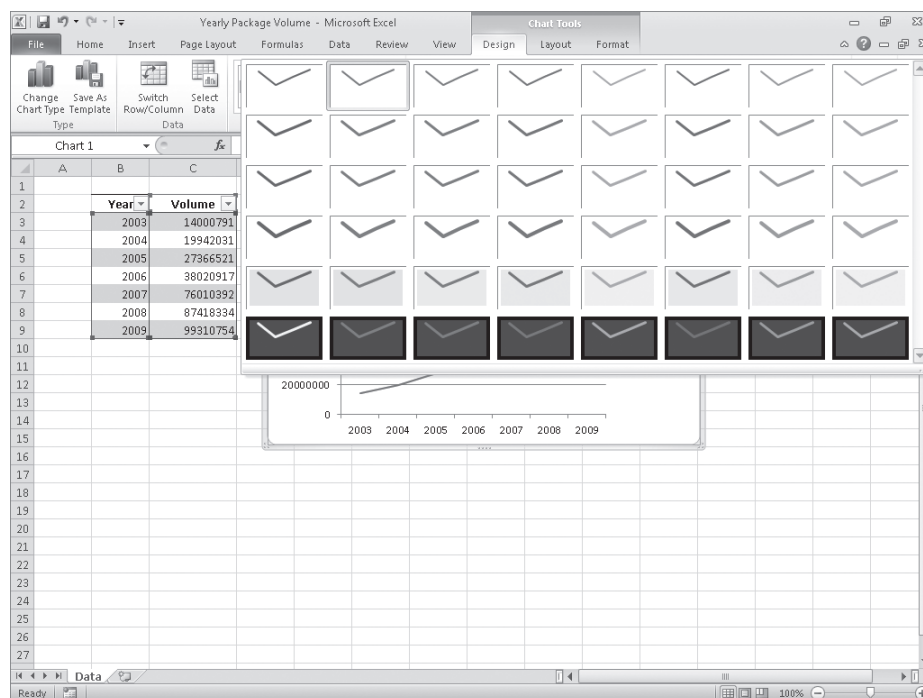 Yearly Package Volume - Microsoft Excel
Chart Tools
File Home Insert Page Layout Formulas Data Review View Design Layout Format
Change Chart Type
Save As Template
Switch Row/Column
Select Data
Type Data
Chart 1 fx
A B C
1
2 Year Volume
3 2003 14000791
4 2004 19942031
5 2005 27366521
6 2006 38020917
7 2007 76010392
8 2008 87418334
9 2009 99310754
10
11
12 20000000
13
14 0
15 2003 2004 2005 2006 2007 2008 2009
16
17
18
19
20
21
22
23
24
25
26
27
Data
Ready 100%